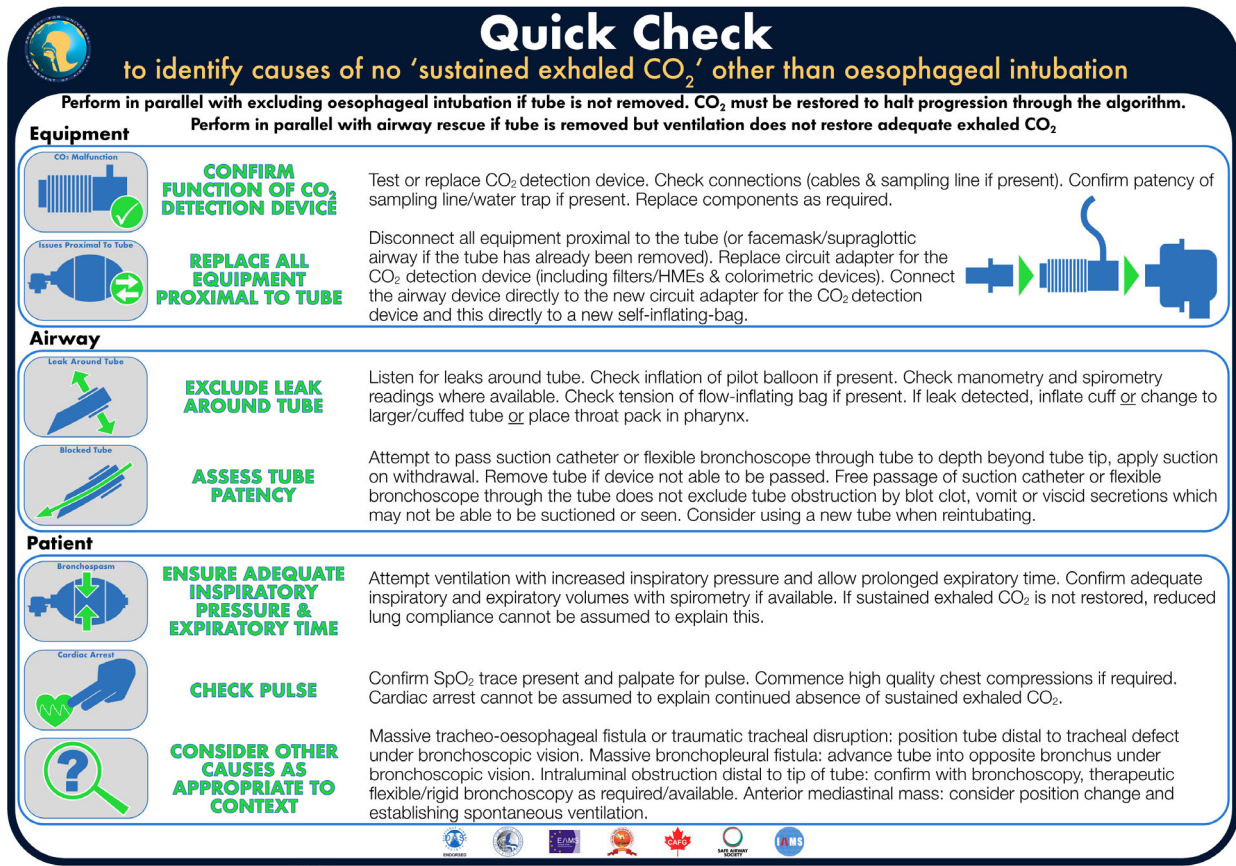 Quick Check
to identify causes of no ‘sustained exhaled CO₂‘ other than oesophageal intubation
Perform in parallel with excluding oesophageal intubation if tube is not removed. CO₂ must be restored to halt progression through the algorithm.
Perform in parallel with airway rescue if tube is removed but ventilation does not restore adequate exhaled CO₂
Equipment
CO₂ Malfunction
CONFIRM
FUNCTION OF CO₂
DETECTION DEVICE
Test or replace CO₂ detection device. Check connections (cables & sampling line if present). Confirm patency of
sampling line/water trap if present. Replace components as required.
Issues Proximal To Tube
REPLACE ALL
EQUIPMENT
PROXIMAL TO TUBE
Disconnect all equipment proximal to the tube (or facemask/supraglottic
airway if the tube has already been removed). Replace circuit adapter for the
CO₂ detection device (including filters/HMEs & colorimetric devices). Connect
the airway device directly to the new circuit adapter for the CO₂ detection
device and this directly to a new self-inflating-bag.
Airway
Leak Around Tube
EXCLUDE LEAK
AROUND TUBE
Listen for leaks around tube. Check inflation of pilot balloon if present. Check manometry and spirometry
readings where available. Check tension of flow-inflating bag if present. If leak detected, inflate cuff or change to
larger/cuffed tube or place throat pack in pharynx.
Blocked Tube
ASSESS TUBE
PATENCY
Attempt to pass suction catheter or flexible bronchoscope through tube to depth beyond tube tip, apply suction
on withdrawal. Remove tube if device not able to be passed. Free passage of suction catheter or flexible
bronchoscope through the tube does not exclude tube obstruction by blot clot, vomit or viscid secretions which
may not be able to be suctioned or seen. Consider using a new tube when reintubating.
Patient
Bronchospasm
ENSURE ADEQUATE
INSPIRATORY
PRESSURE &
EXPIRATORY TIME
Attempt ventilation with increased inspiratory pressure and allow prolonged expiratory time. Confirm adequate
inspiratory and expiratory volumes with spirometry if available. If sustained exhaled CO₂ is not restored, reduced
lung compliance cannot be assumed to explain this.
Cardiac Arrest
CHECK PULSE
Confirm SpO₂ trace present and palpate for pulse. Commence high quality chest compressions if required.
Cardiac arrest cannot be assumed to explain continued absence of sustained exhaled CO₂.
?
CONSIDER OTHER
CAUSES AS
APPROPRIATE TO
CONTEXT
Massive tracheo-oesophageal fistula or traumatic tracheal disruption: position tube distal to tracheal defect
under bronchoscopic vision. Massive bronchopleural fistula: advance tube into opposite bronchus under
bronchoscopic vision. Intraluminal obstruction distal to tip of tube: confirm with bronchoscopy, therapeutic
flexible/rigid bronchoscopy as required/available. Anterior mediastinal mass: consider position change and
establishing spontaneous ventilation.
DAS
ENDORSED
EAMS
CAFG
SAFE AIRWAY
SOCIETY
IAMS